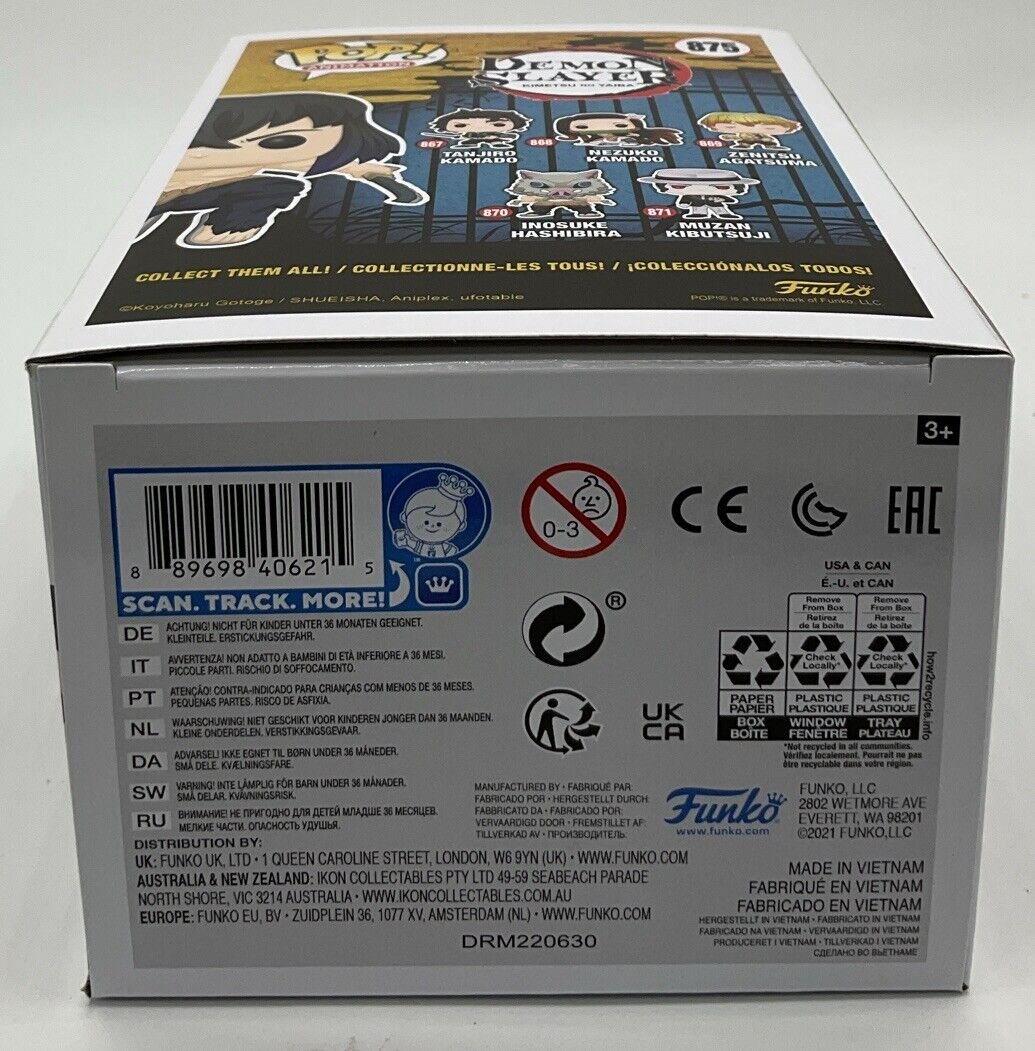 POP!
ANIMATION
DEMON
SLAYER
KIMETSU NO YAIBA
875
867
TANJIRO
KAMADO
868
NEZUKO
KAMADO
869
ZENITSU
AGATSUMA
870
INOSUKE
HASHIBIRA
871
MUZAN
KIBUTSUJI
COLLECT THEM ALL! / COLLECTIONNE-LES TOUS! / ¡COLECCIÓNALOS TODOS!
Funko
©Koyoharu Gotoge / SHUEISHA, Aniplex, ufotable
POP!® is a trademark of Funko, LLC
3+
8 89698 40621 5
SCAN. TRACK. MORE!
0-3
CE
EAC
®
UK
CA
USA & CAN
É.-U. et CAN
Remove
From Box
Retirez
de la boîte
Remove
From Box
Retirez
de la boîte
Check
Locally*
Check
Locally*
PAPER
PAPIER
BOX
BOÎTE
PLASTIC
PLASTIQUE
WINDOW
FENÊTRE
PLASTIC
PLASTIQUE
TRAY
PLATEAU
how2recycle.info
*Not recycled in all communities.
Vérifiez localement. Pourrait ne pas
être recyclable dans votre région.
DE ACHTUNG! NICHT FÜR KINDER UNTER 36 MONATEN GEEIGNET.
KLEINTEILE. ERSTICKUNGSGEFAHR.
IT AVVERTENZA! NON ADATTO A BAMBINI DI ETÀ INFERIORE A 36 MESI.
PICCOLE PARTI. RISCHIO DI SOFFOCAMENTO.
PT ATENÇÃO! CONTRA-INDICADO PARA CRIANÇAS COM MENOS DE 36 MESES.
PEQUENAS PARTES. RISCO DE ASFIXIA.
NL WAARSCHUWING! NIET GESCHIKT VOOR KINDEREN JONGER DAN 36 MAANDEN.
KLEINE ONDERDELEN. VERSTIKKINGSGEVAAR.
DA ADVARSEL! IKKE EGNET TIL BØRN UNDER 36 MÅNEDER.
SMÅ DELE. KVÆLNINGSFARE.
SW VARNING! INTE LÄMPLIG FÖR BARN UNDER 36 MÅNADER.
SMÅ DELAR. KVÄVNINGSRISK.
RU ВНИМАНИЕ! НЕ ПРИГОДНО ДЛЯ ДЕТЕЙ МЛАДШЕ 36 МЕСЯЦЕВ.
МЕЛКИЕ ЧАСТИ. ОПАСНОСТЬ УДУШЬЯ.
MANUFACTURED BY • FABRIQUÉ PAR
FABRICADO POR • HERGESTELLT DURCH:
FABBRICATO DA • FABRICADO POR:
VERVAARDIGD DOOR • FREMSTILLET AF:
TILLVERKAD AV • ПРОИЗВОДИТЕЛЬ:
Funko
www.funko.com
FUNKO, LLC
2802 WETMORE AVE
EVERETT, WA 98201
©2021 FUNKO,LLC
DISTRIBUTION BY:
UK: FUNKO UK, LTD • 1 QUEEN CAROLINE STREET, LONDON, W6 9YN (UK) • WWW.FUNKO.COM
AUSTRALIA & NEW ZEALAND: IKON COLLECTABLES PTY LTD 49-59 SEABEACH PARADE
NORTH SHORE, VIC 3214 AUSTRALIA • WWW.IKONCOLLECTABLES.COM.AU
EUROPE: FUNKO EU, BV • ZUIDPLEIN 36, 1077 XV, AMSTERDAM (NL) • WWW.FUNKO.COM
DRM220630
MADE IN VIETNAM
FABRIQUÉ EN VIETNAM
FABRICADO EN VIETNAM
HERGESTELLT IN VIETNAM • FABBRICATO IN VIETNAM
FABRICADO NA VIETNAM • VERVAARDIGD IN VIETNAM
PRODUCERET I VIETNAM • TILLVERKAD I VIETNAM
СДЕЛАНО ВО ВЬЕТНАМЕ